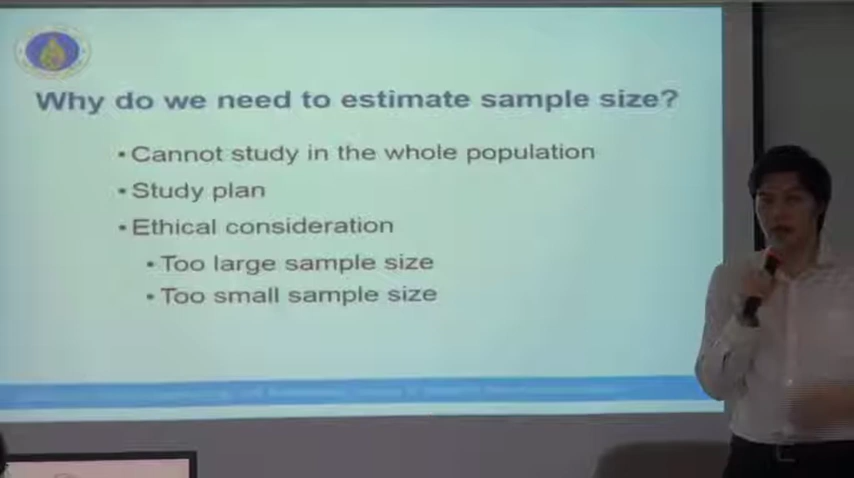 Why do we need to estimate sample size?
• Cannot study in the whole population
• Study plan
• Ethical consideration
• Too large sample size
• Too small sample size